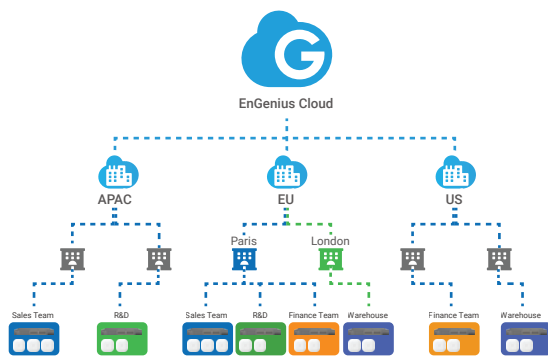 G
EnGenius Cloud
APAC
EU
US
Paris
London
Sales Team
R&D
Sales Team
R&D
Finance Team
Warehouse
Finance Team
Warehouse